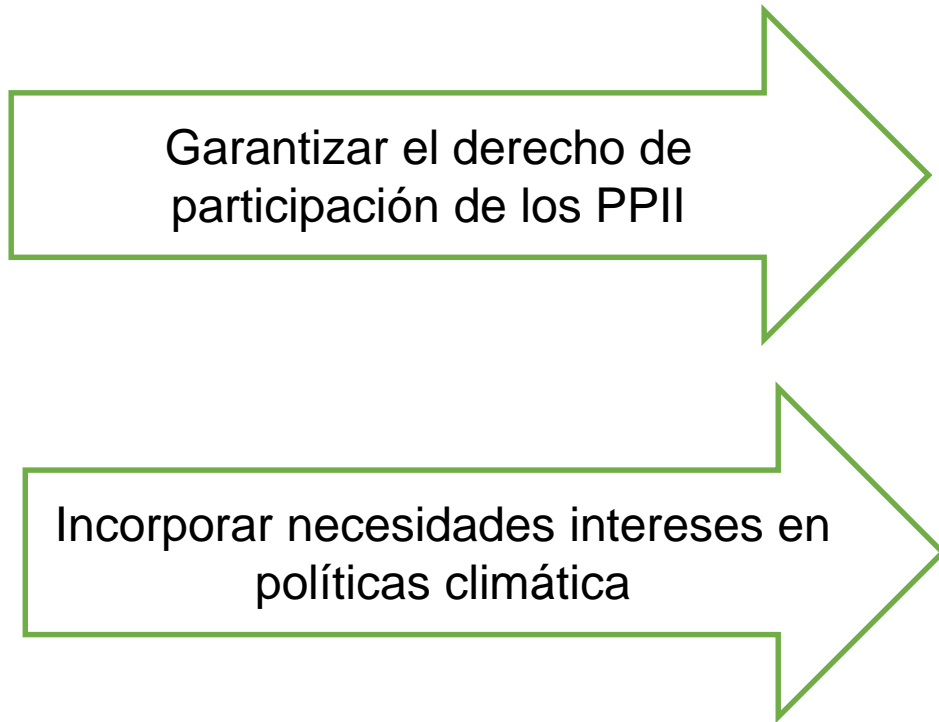 Garantizar el derecho de
participación de los PPII
Incorporar necesidades intereses en
políticas climática